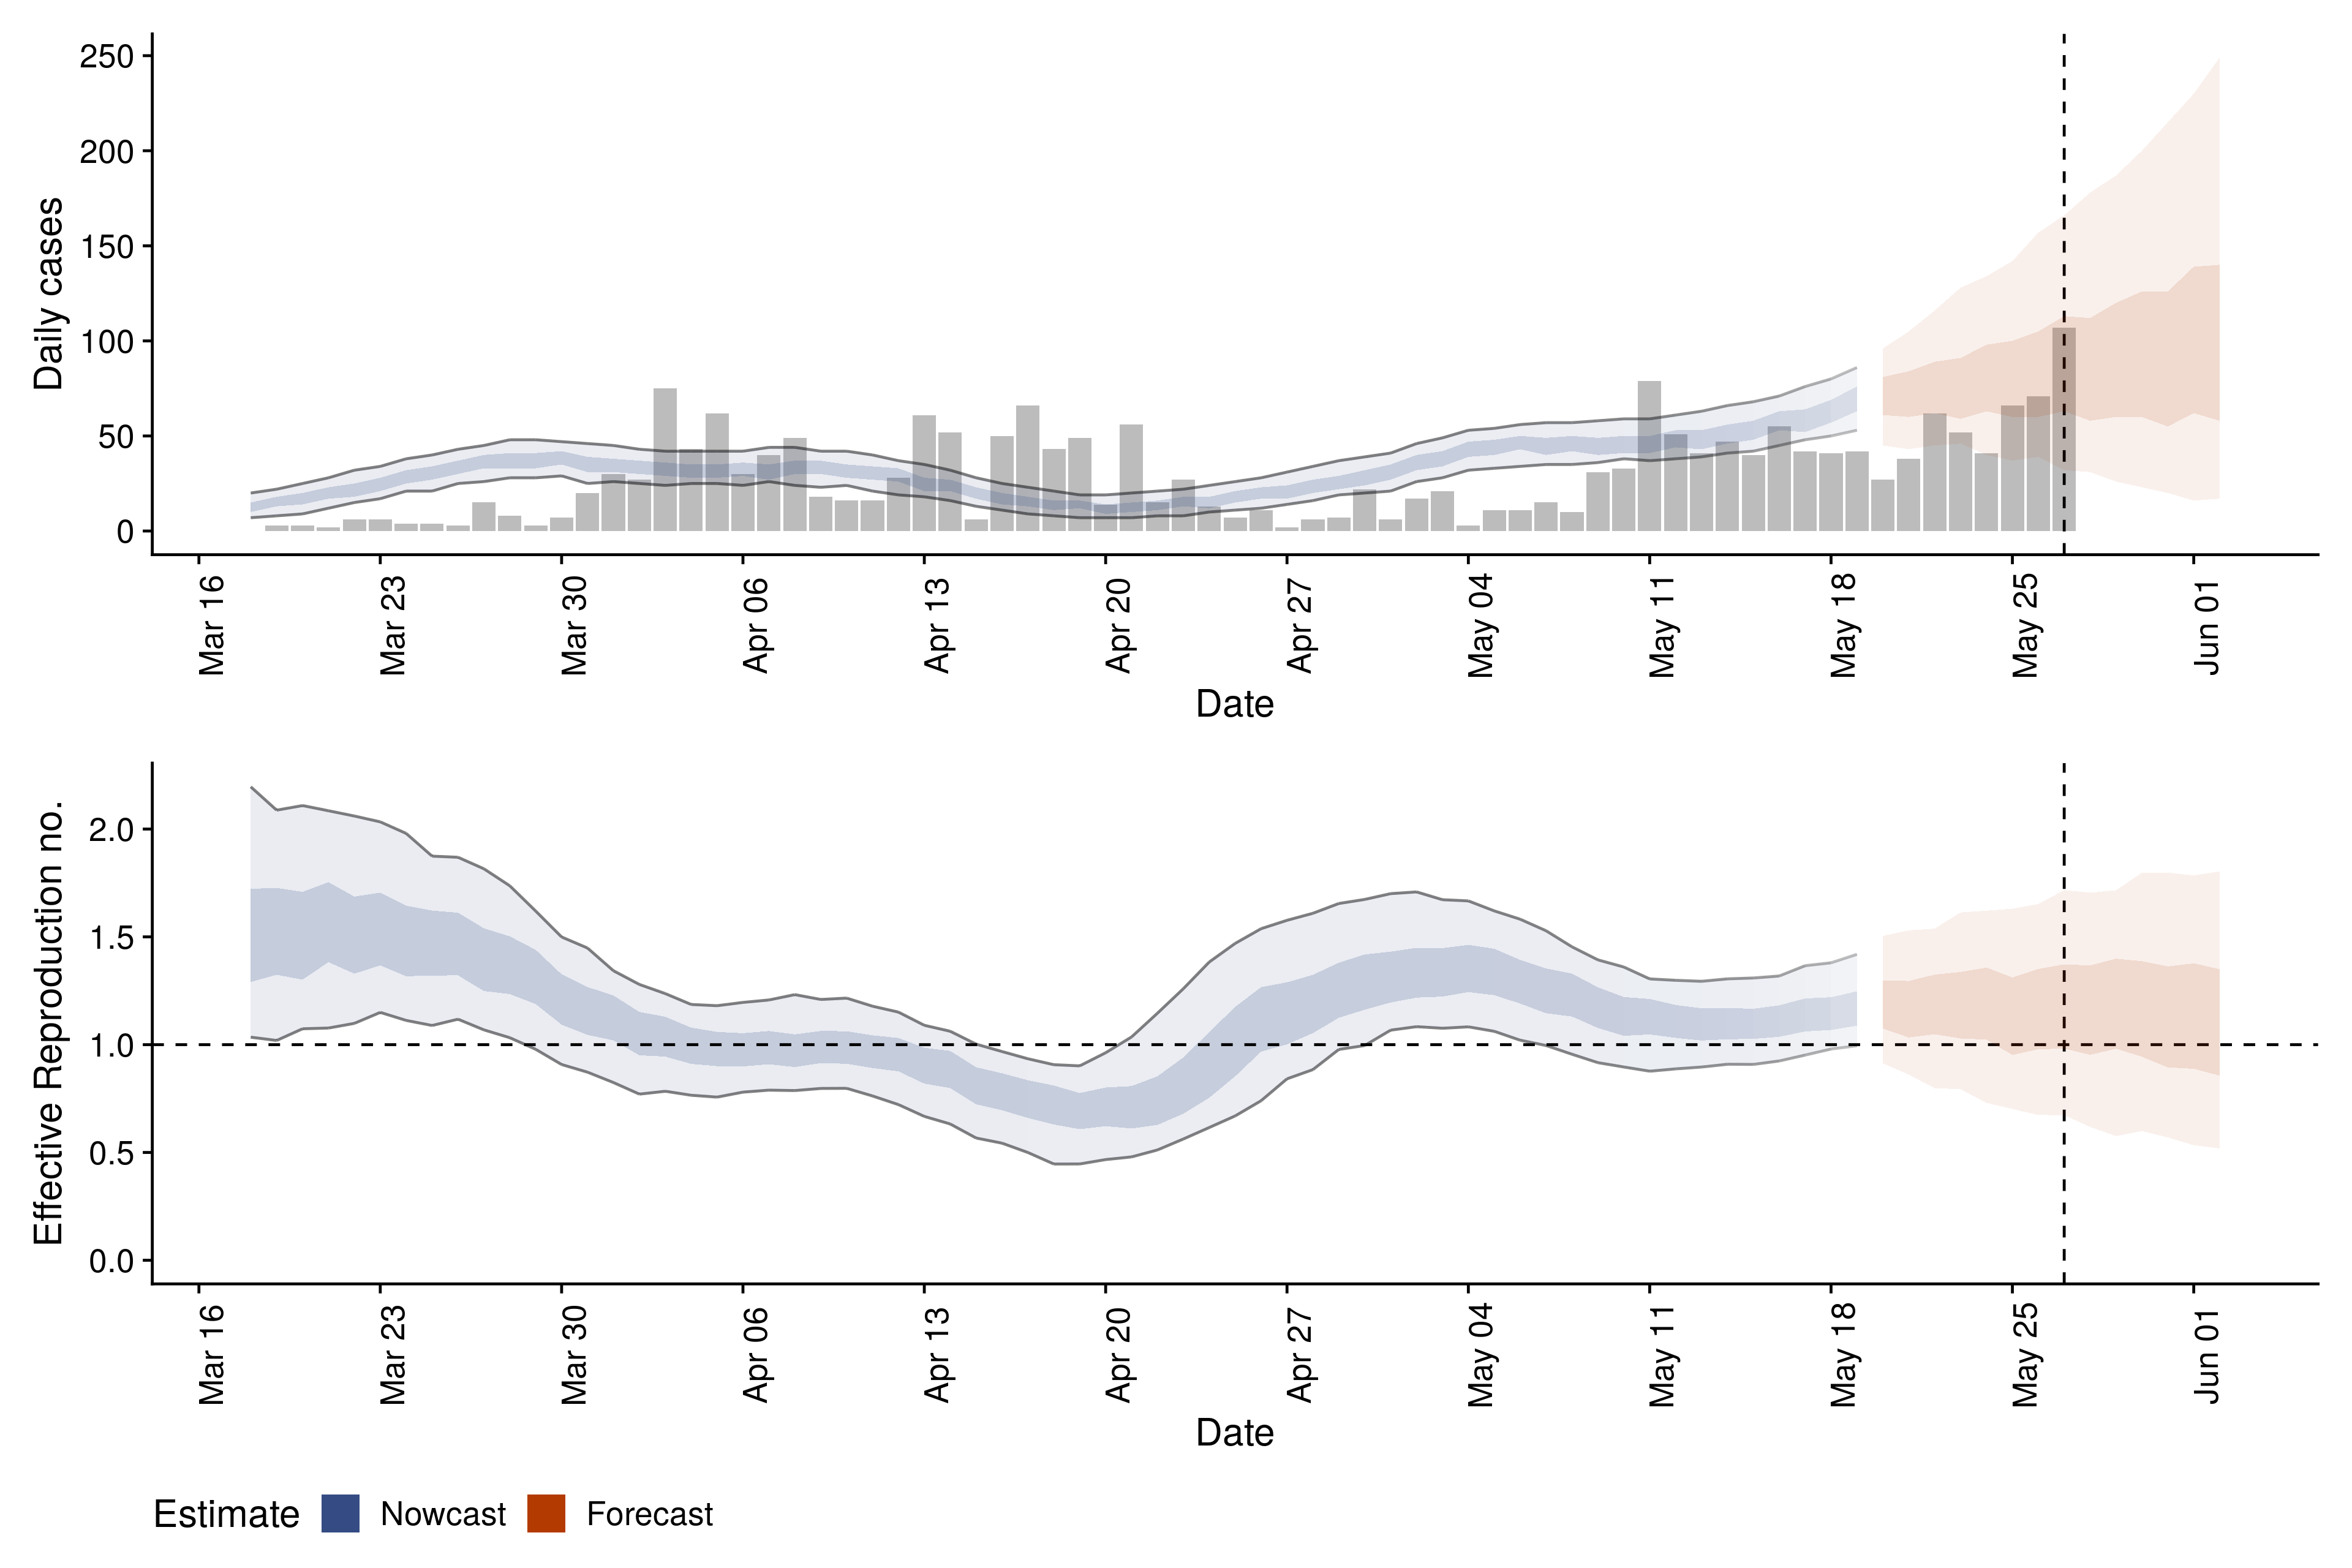 Daily cases
250
200
150
100
50
0
Mar 16
Mar 23
Mar 30
Apr 06
Apr 13
Apr 20
Apr 27
May 04
May 11
May 18
May 25
Jun 01
Date
Effective Reproduction no.
2.0
1.5
1.0
0.5
0.0
Mar 16
Mar 23
Mar 30
Apr 06
Apr 13
Apr 20
Apr 27
May 04
May 11
May 18
May 25
Jun 01
Date
Estimate Nowcast Forecast